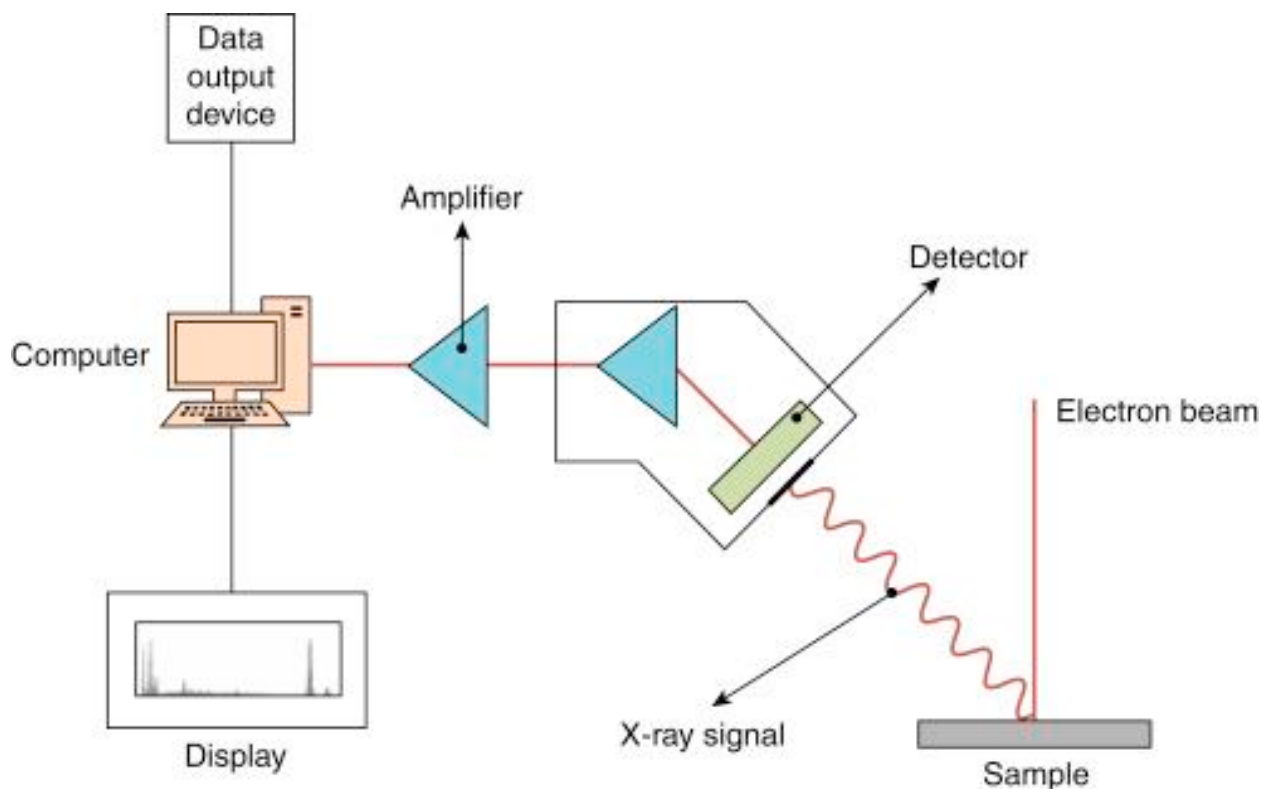 Data
output
device
Amplifier
Detector
Computer
Electron beam
X-ray signal
Display
Sample